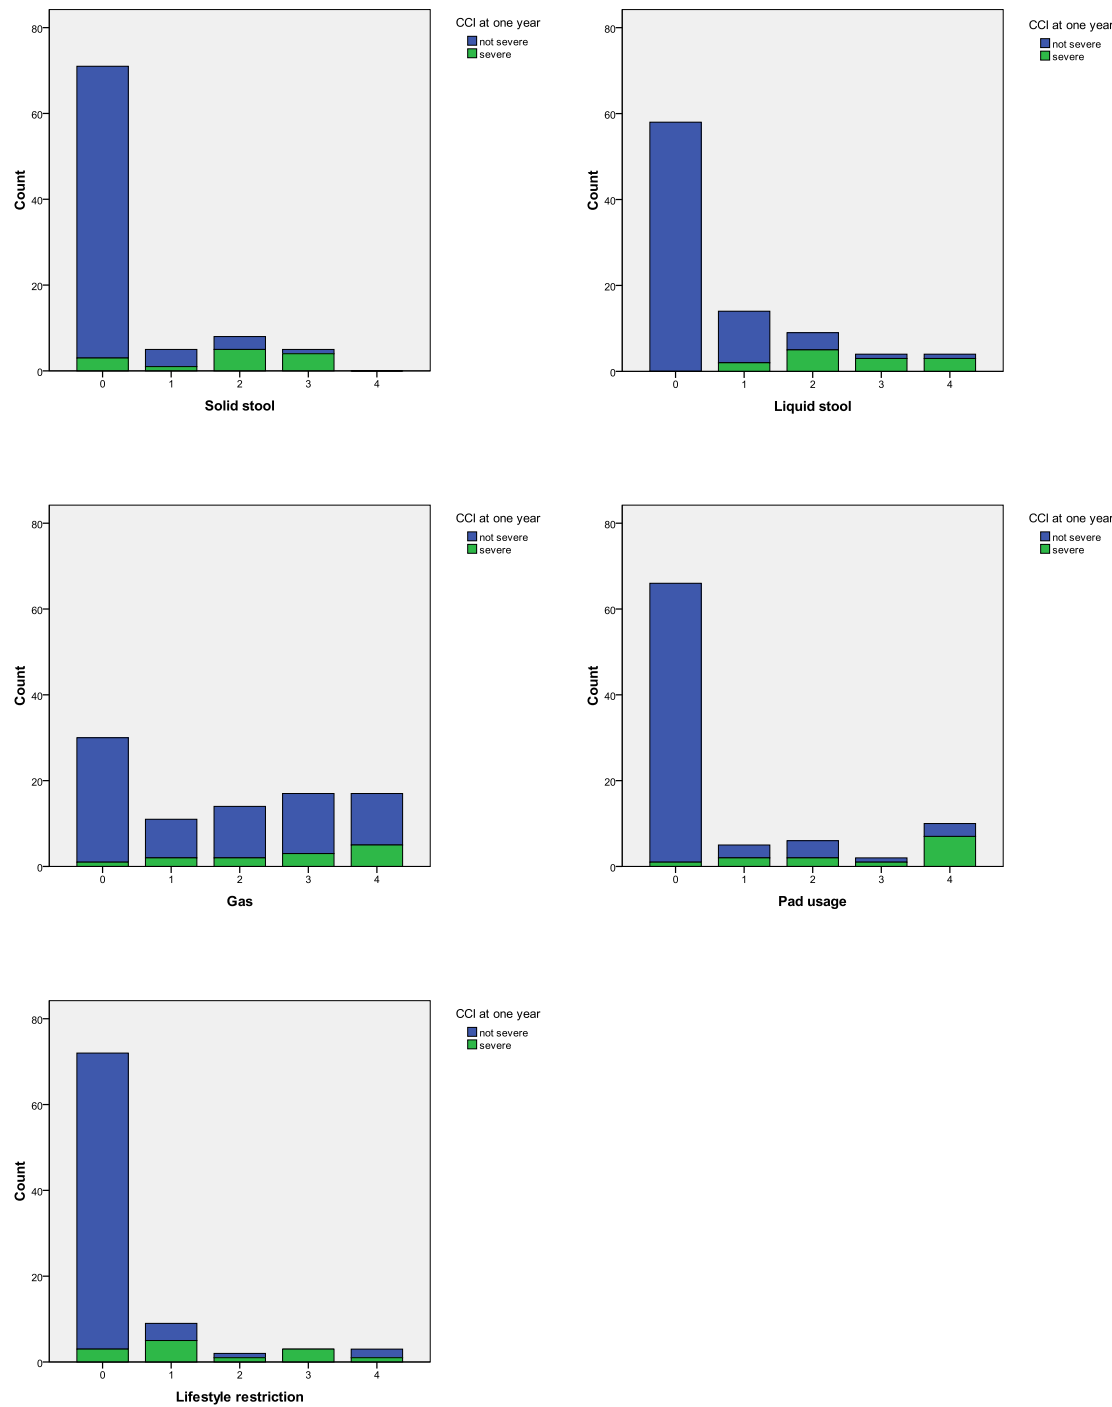 CCI at one year
not severe
severe
80
60
40
20
0
Count
0 1 2 3 4
Solid stool
CCI at one year
not severe
severe
80
60
40
20
0
Count
0 1 2 3 4
Liquid stool
CCI at one year
not severe
severe
80
60
40
20
0
Count
0 1 2 3 4
Gas
CCI at one year
not severe
severe
80
60
40
20
0
Count
0 1 2 3 4
Pad usage
CCI at one year
not severe
severe
80
60
40
20
0
Count
0 1 2 3 4
Lifestyle restriction